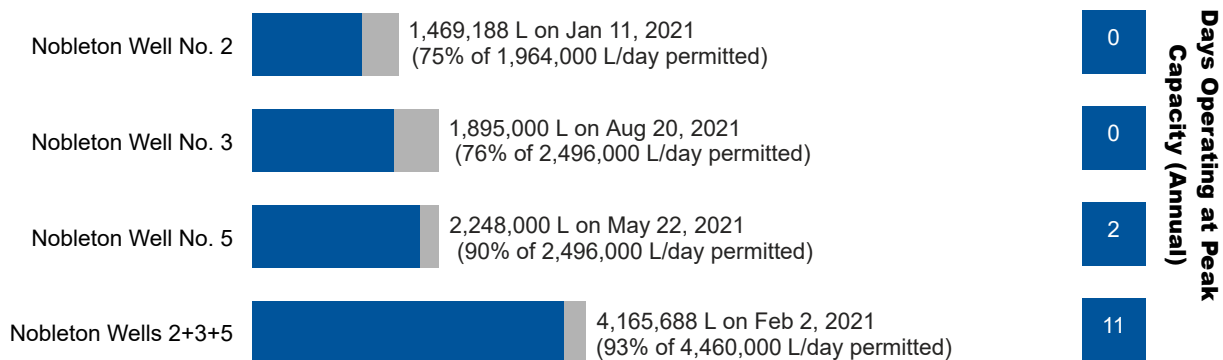 Nobleton Well No. 2
1,469,188 L on Jan 11, 2021
(75% of 1,964,000 L/day permitted)
0
Nobleton Well No. 3
1,895,000 L on Aug 20, 2021
(76% of 2,496,000 L/day permitted)
0
Nobleton Well No. 5
2,248,000 L on May 22, 2021
(90% of 2,496,000 L/day permitted)
2
Nobleton Wells 2+3+5
4,165,688 L on Feb 2, 2021
(93% of 4,460,000 L/day permitted)
11
Days Operating at Peak
Capacity (Annual)